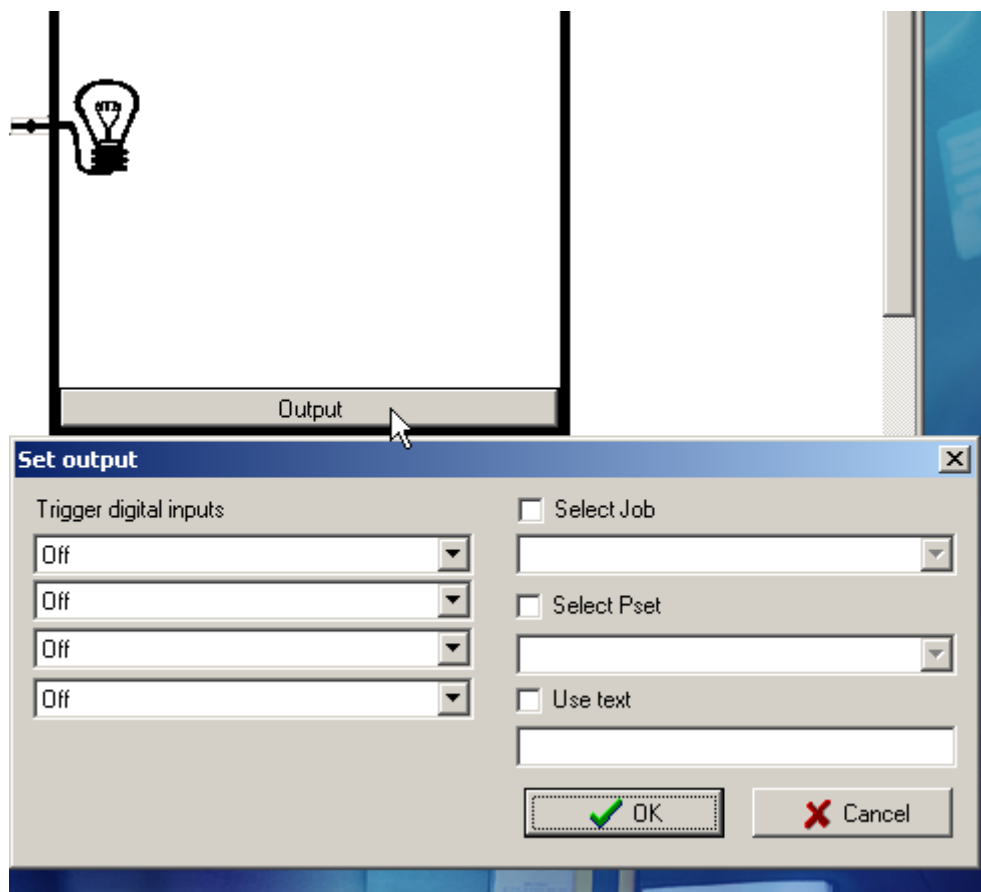 Output
Set output
Trigger digital inputs
Off
Off
Off
Off
Select Job
Select Pset
Use text
OK
Cancel